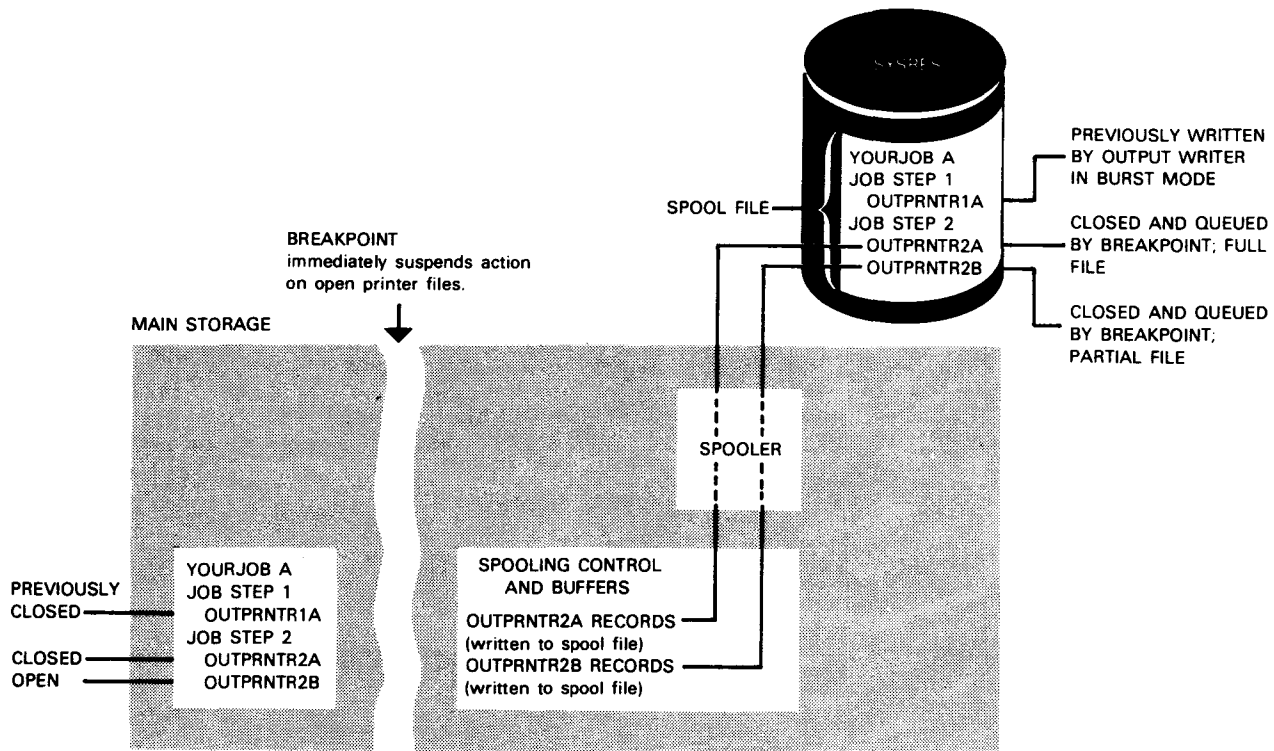 SYSRES
YOURJOB A
JOB STEP 1
OUTPRNTR1A
JOB STEP 2
OUTPRNTR2A
OUTPRNTR2B
SPOOL FILE
PREVIOUSLY WRITTEN
BY OUTPUT WRITER
IN BURST MODE
CLOSED AND QUEUED
BY BREAKPOINT; FULL
FILE
CLOSED AND QUEUED
BY BREAKPOINT;
PARTIAL FILE
BREAKPOINT
immediately suspends action
on open printer files.
MAIN STORAGE
SPOOLER
PREVIOUSLY
CLOSED
CLOSED
OPEN
YOURJOB A
JOB STEP 1
OUTPRNTR1A
JOB STEP 2
OUTPRNTR2A
OUTPRNTR2B
SPOOLING CONTROL
AND BUFFERS
OUTPRNTR2A RECORDS
(written to spool file)
OUTPRNTR2B RECORDS
(written to spool file)